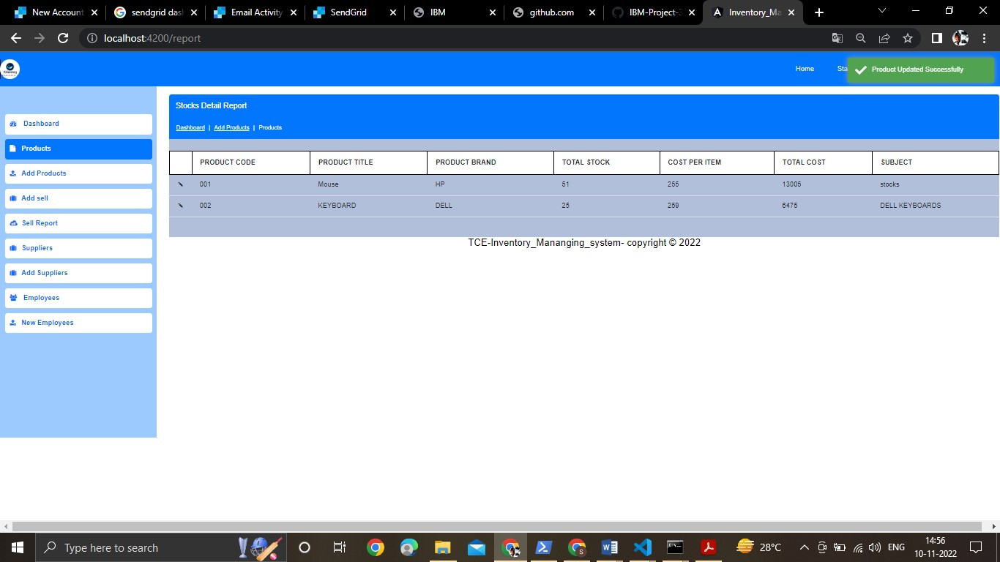 New Account
sendgrid das
Email Activity
SendGrid
IBM
github.com
IBM-Project-3
Inventory_Ma
localhost:4200/report
Home
Sta
Product Updated Successfully
Dashboard
Products
Add Products
Add sell
Sell Report
Suppliers
Add Suppliers
Employees
New Employees
Stocks Detail Report
Dashboard | Add Products | Products
PRODUCT CODE PRODUCT TITLE PRODUCT BRAND TOTAL STOCK COST PER ITEM TOTAL COST SUBJECT
001 Mouse HP 51 255 13005 stocks
002 KEYBOARD DELL 25 259 6475 DELL KEYBOARDS
TCE-Inventory_Mananging_system- copyright © 2022
Type here to search
28°C
ENG
14:56
10-11-2022